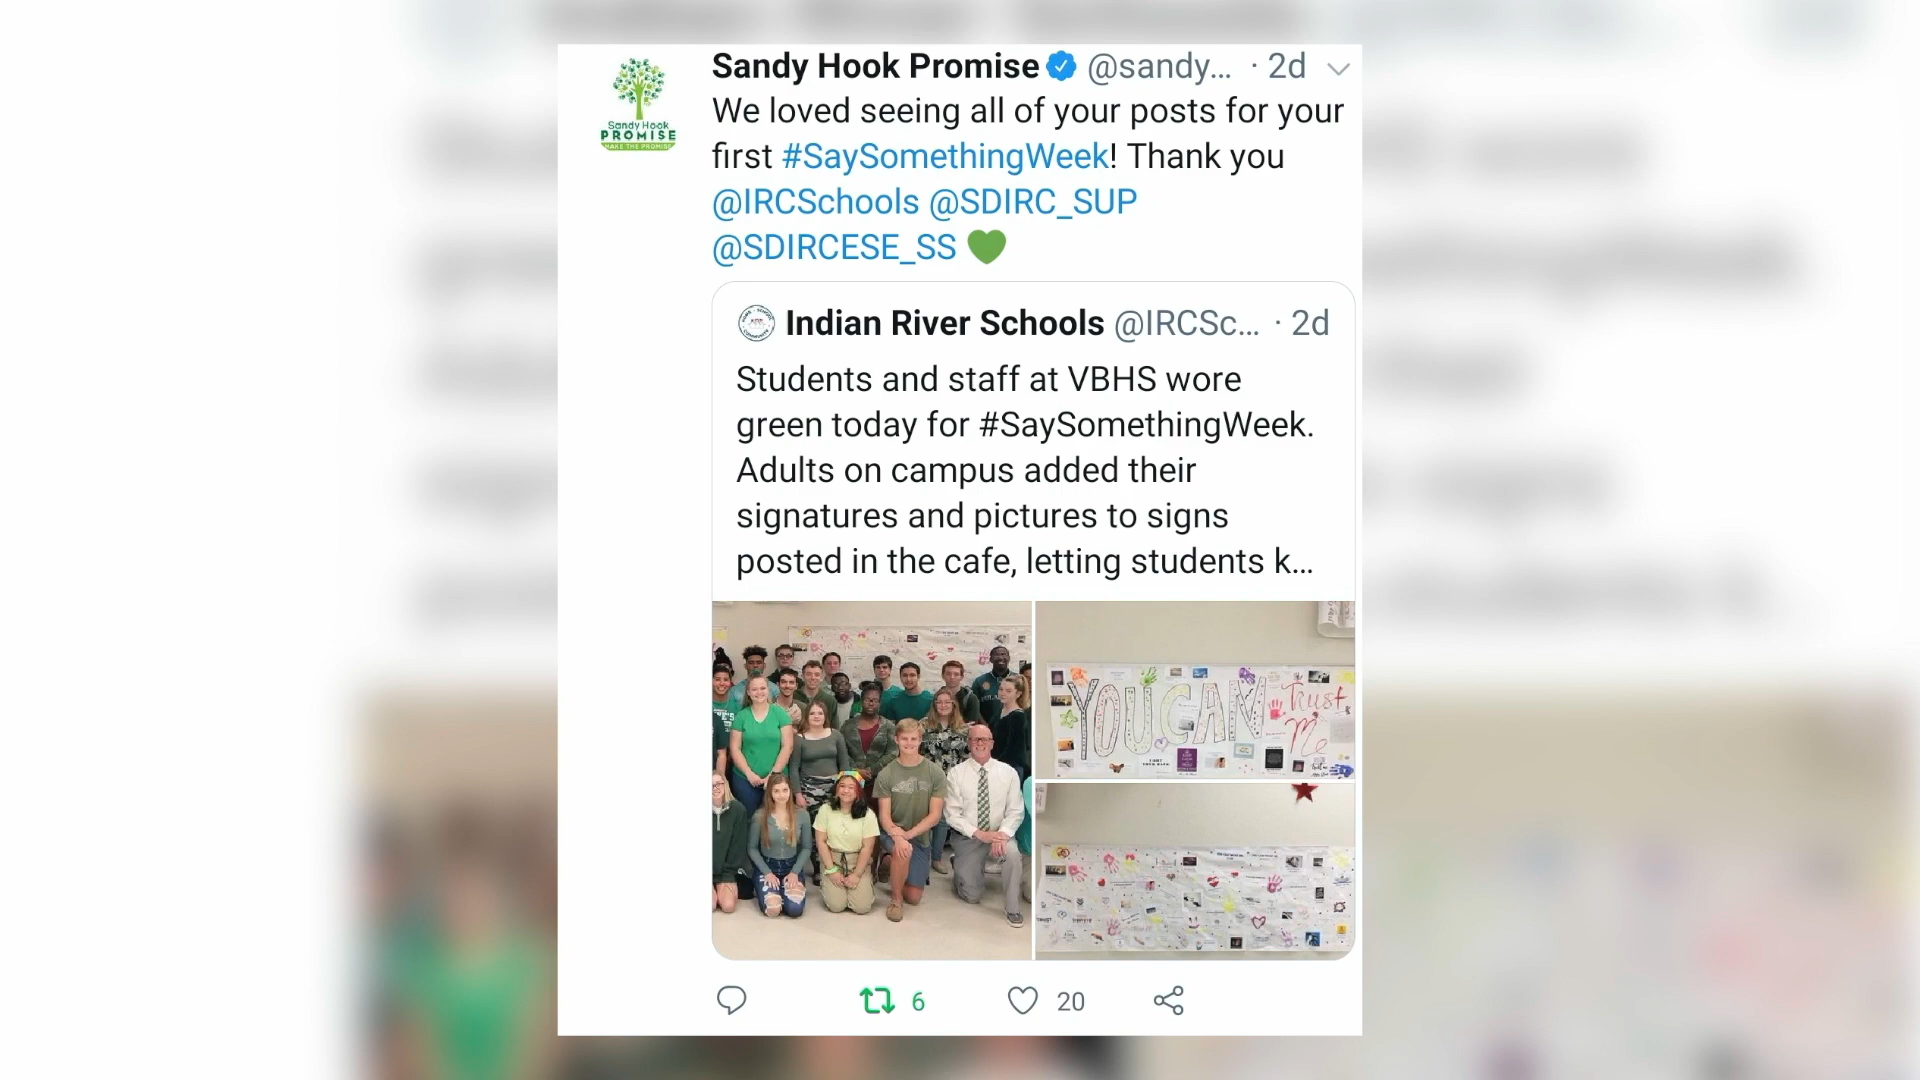 Sandy Hook Promise @sandy... · 2d
Sandy Hook
PROMISE
MAKE THE PROMISE
We loved seeing all of your posts for your
first #SaySomethingWeek! Thank you
@IRCSchools @SDIRC_SUP
@SDIRCESE_SS
Indian River Schools @IRCSc... · 2d
Students and staff at VBHS wore
green today for #SaySomethingWeek.
Adults on campus added their
signatures and pictures to signs
posted in the cafe, letting students k...
YOU CAN Trust
Me
6 20